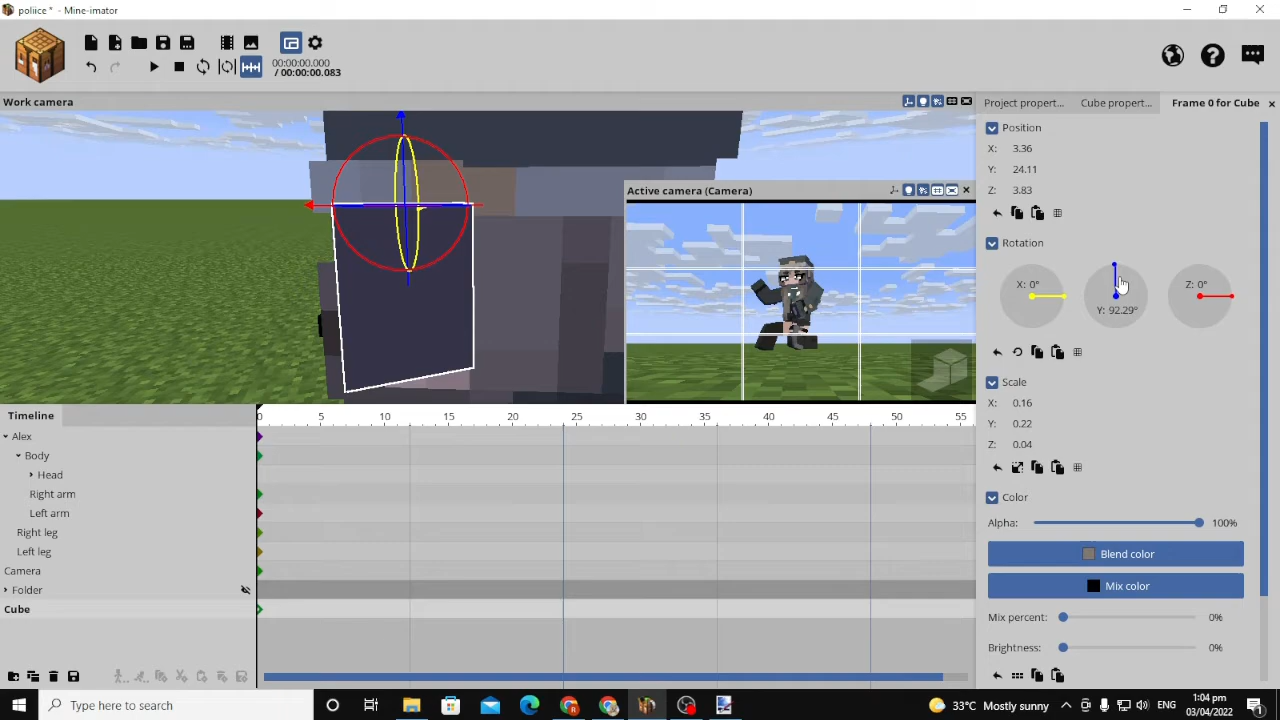 poliice * - Mine-imator
00:00:00.000
/ 00:00:00.083
Work camera
Project propert...
Cube propert...
Frame 0 for Cube
Active camera (Camera)
Position
X: 3.36
Y: 24.11
Z: 3.83
Rotation
X: 0°
Y: 92.29°
Z: 0°
Scale
X: 0.16
Y: 0.22
Z: 0.04
Color
Alpha:
100%
Blend color
Mix color
Mix percent:
0%
Brightness:
0%
Timeline
0 5 10 15 20 25 30 35 40 45 50 55
Alex
Body
Head
Right arm
Left arm
Right leg
Left leg
Camera
Folder
Cube
Type here to search
33°C Mostly sunny
ENG
1:04 pm
03/04/2022
1